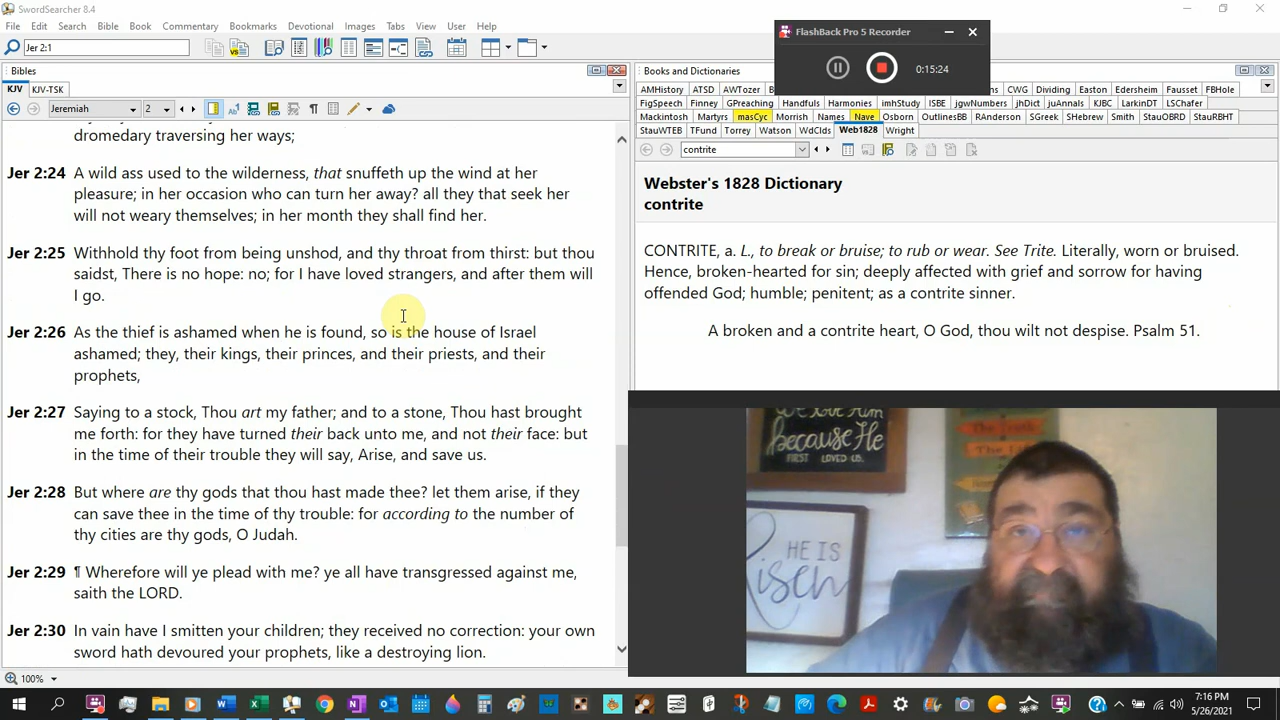 SwordSearcher 8.4
File Edit Search Bible Book Commentary Bookmarks Devotional Images Tabs View User Help
Jer 2:1
VS
FlashBack Pro 5 Recorder
0:15:24
Bibles
KJV KJV-TSK
Jeremiah 2
dromedary traversing her ways;
Jer 2:24 A wild ass used to the wilderness, that snuffeth up the wind at her
pleasure; in her occasion who can turn her away? all they that seek her
will not weary themselves; in her month they shall find her.
Jer 2:25 Withhold thy foot from being unshod, and thy throat from thirst: but thou
saidst, There is no hope: no; for I have loved strangers, and after them will
I go.
Jer 2:26 As the thief is ashamed when he is found, so is the house of Israel
ashamed; they, their kings, their princes, and their priests, and their
prophets,
Jer 2:27 Saying to a stock, Thou art my father; and to a stone, Thou hast brought
me forth: for they have turned their back unto me, and not their face: but
in the time of their trouble they will say, Arise, and save us.
Jer 2:28 But where are thy gods that thou hast made thee? let them arise, if they
can save thee in the time of thy trouble: for according to the number of
thy cities are thy gods, O Judah.
Jer 2:29 ¶ Wherefore will ye plead with me? ye all have transgressed against me,
saith the LORD.
Jer 2:30 In vain have I smitten your children; they received no correction: your own
sword hath devoured your prophets, like a destroying lion.
100%
Books and Dictionaries
AMHistory ATSD AWTozer CWG Dividing Easton Edersheim Fausset FBHole
FigSpeech Finney GPreaching Handfuls Harmonies imhStudy ISBE jgwNumbers jhDict juAnnals KJBC LarkinDT LSChafer
Mackintosh Martyrs masCyc Morrish Names Nave Osborn OutlinesBB RAnderson SGreek SHebrew Smith StauOBRD StauRBHT
StauWTEB TFund Torrey Watson WdClds Web1828 Wright
contrite
Webster's 1828 Dictionary
contrite
CONTRITE, a. L., to break or bruise; to rub or wear. See Trite. Literally, worn or bruised.
Hence, broken-hearted for sin; deeply affected with grief and sorrow for having
offended God; humble; penitent; as a contrite sinner.
A broken and a contrite heart, O God, thou wilt not despise. Psalm 51.
We love Him
because He
FIRST LOVED US.
HE IS
Risen
7:16 PM
5/26/2021